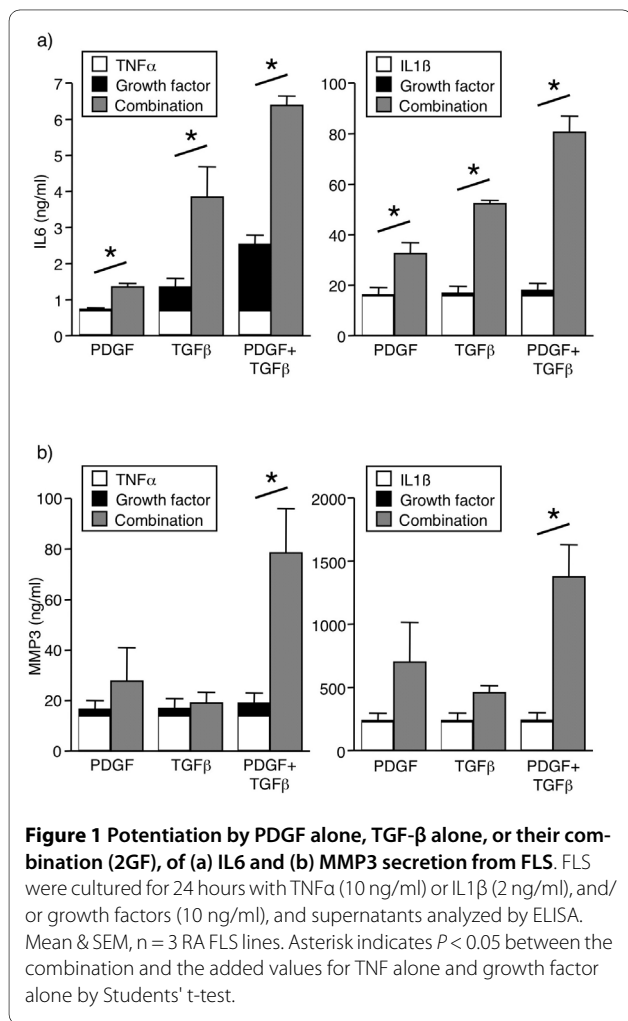 a)
TNFα
Growth factor
Combination
IL1ß
Growth factor
Combination
7
6
5
4
3
2
1
0
IL6 (ng/ml)
*
*
*
PDGF
TGFβ
PDGF+
TGFβ
100
80
60
40
20
0
*
*
*
PDGF
TGFβ
PDGF+
TGFβ
b)
TNFα
Growth factor
Combination
IL1ß
Growth factor
Combination
100
80
60
40
20
0
MMP3 (ng/ml)
*
PDGF
TGFβ
PDGF+
TGFβ
2000
1500
1000
500
0
*
PDGF
TGFβ
PDGF+
TGFβ
Figure 1 Potentiation by PDGF alone, TGF-β alone, or their com-
bination (2GF), of (a) IL6 and (b) MMP3 secretion from FLS. FLS
were cultured for 24 hours with TNFα (10 ng/ml) or IL1β (2 ng/ml), and/
or growth factors (10 ng/ml), and supernatants analyzed by ELISA.
Mean & SEM, n = 3 RA FLS lines. Asterisk indicates P < 0.05 between the
combination and the added values for TNF alone and growth factor
alone by Students' t-test.